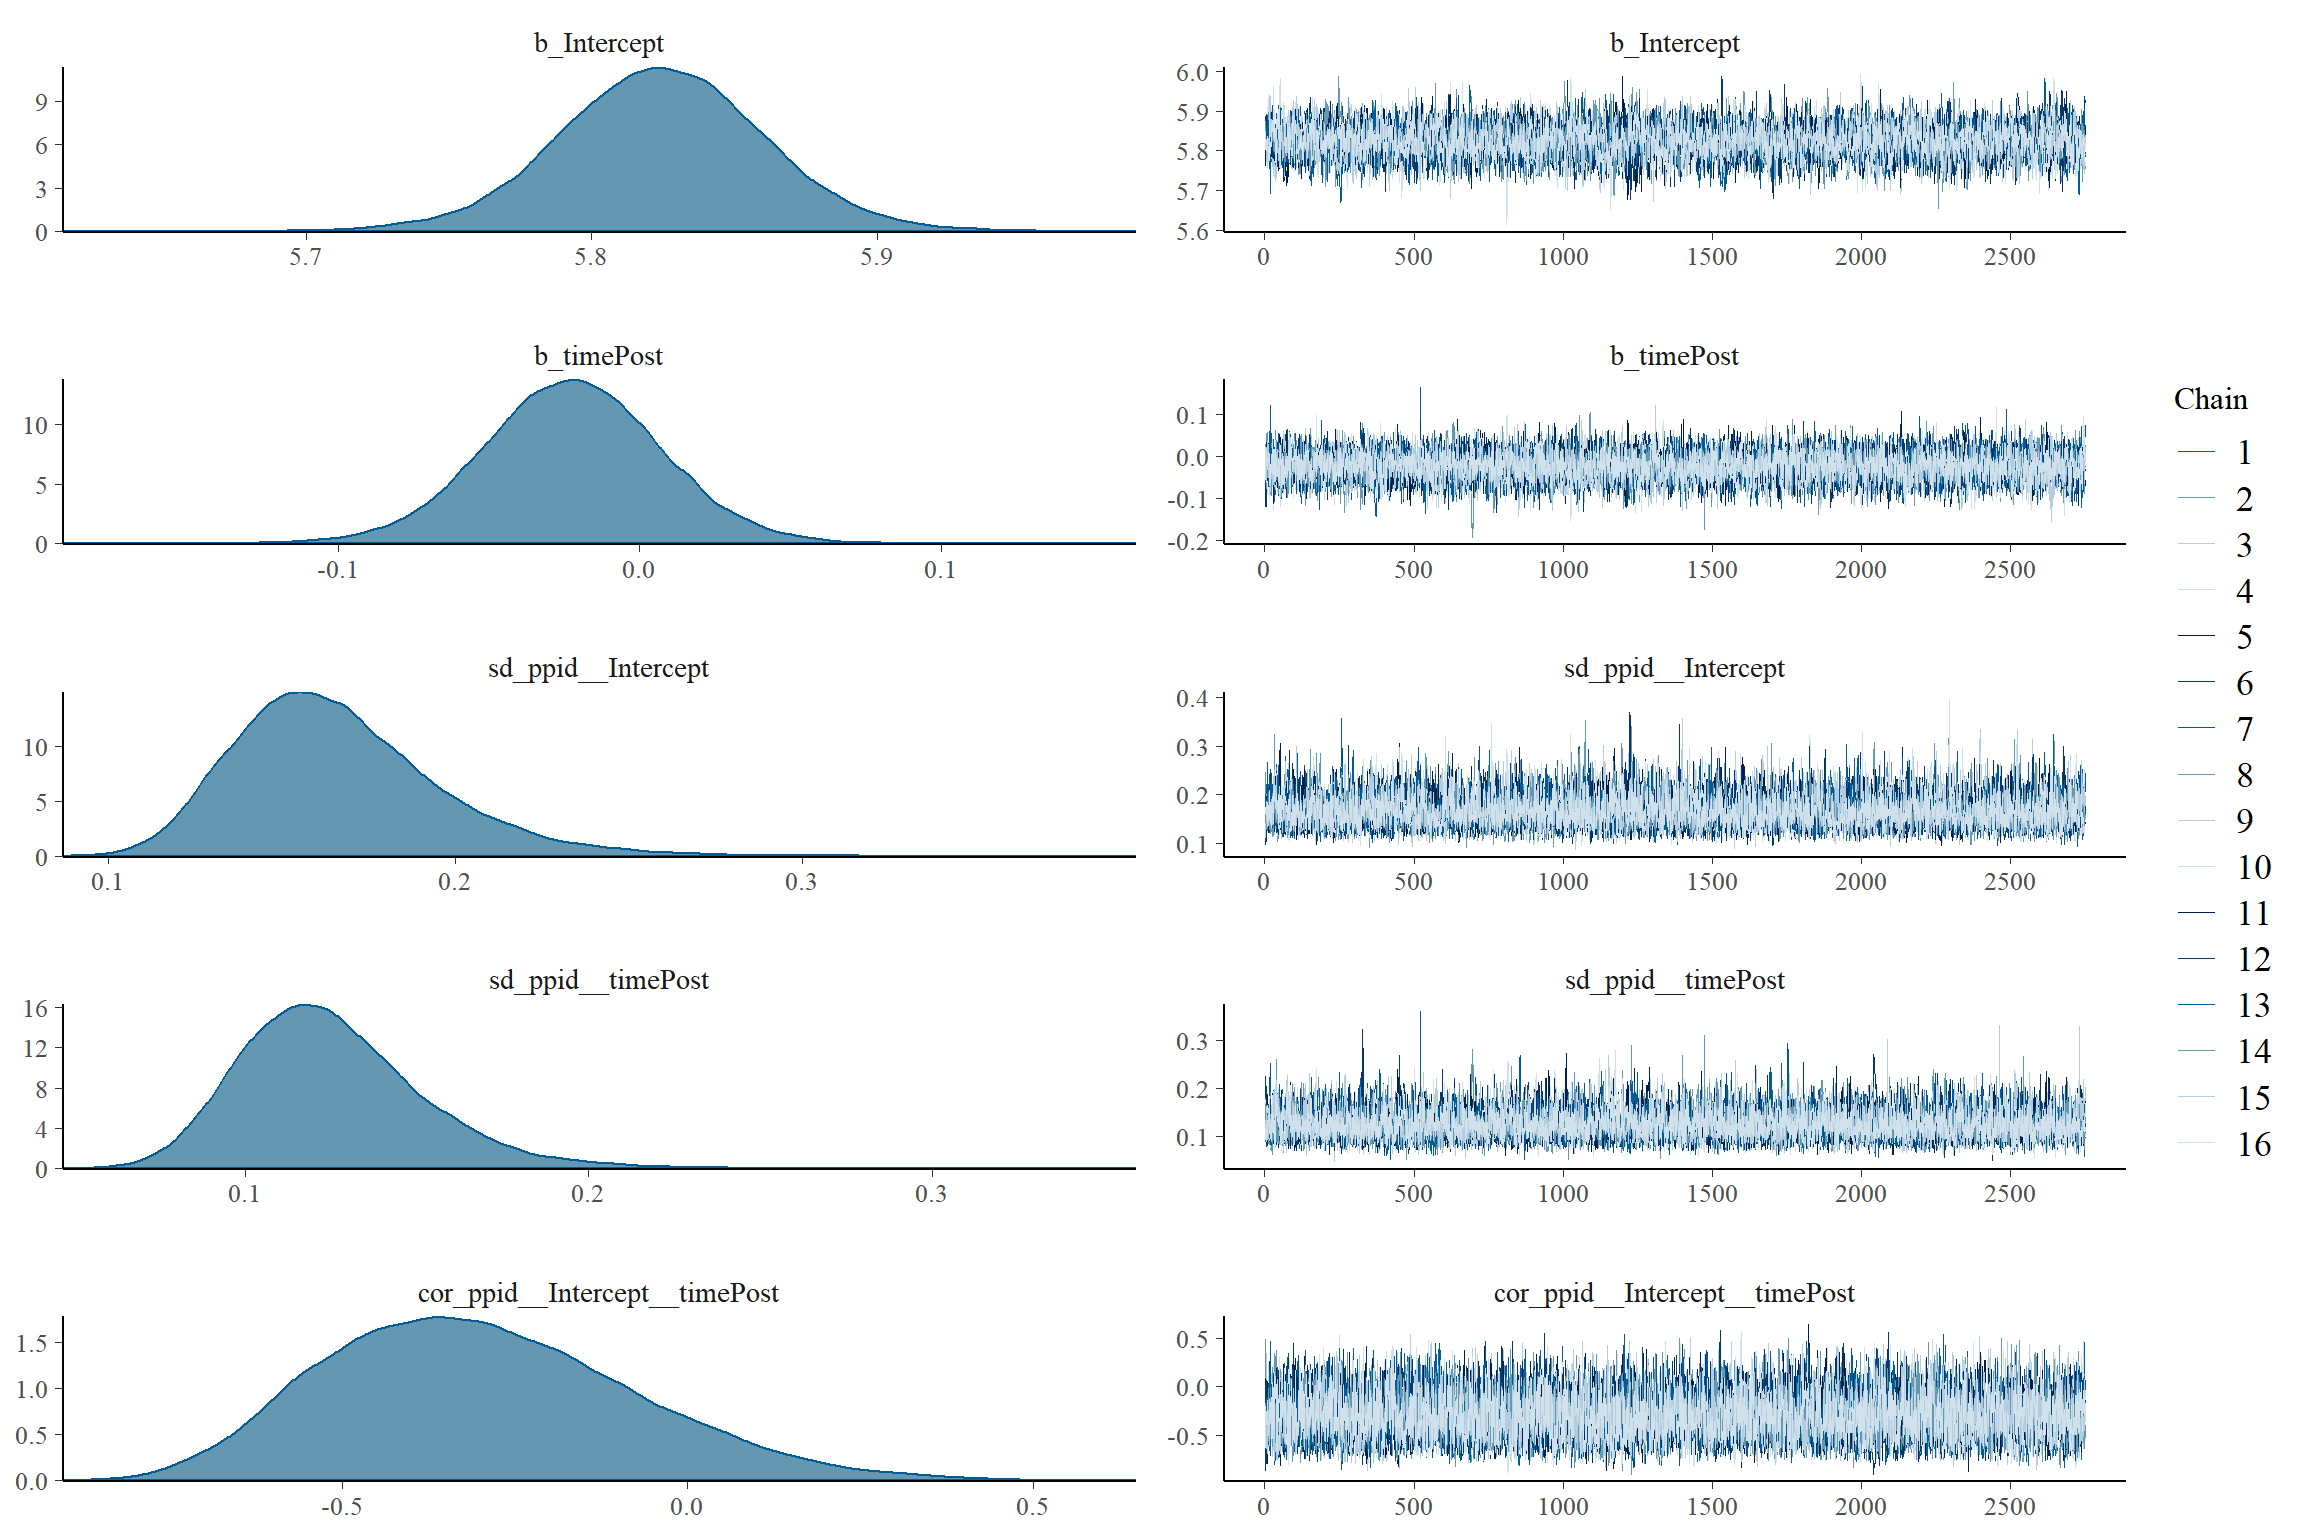 b_Intercept
9
6
3
0
5.7 5.8 5.9
b_Intercept
6.0
5.9
5.8
5.7
5.6
0 500 1000 1500 2000 2500
b_timePost
10
5
0
-0.1 0.0 0.1
b_timePost
0.1
0.0
-0.1
-0.2
0 500 1000 1500 2000 2500
sd_ppid__Intercept
10
5
0
0.1 0.2 0.3
sd_ppid__Intercept
0.4
0.3
0.2
0.1
0 500 1000 1500 2000 2500
sd_ppid__timePost
16
12
8
4
0
0.1 0.2 0.3
sd_ppid__timePost
0.3
0.2
0.1
0 500 1000 1500 2000 2500
cor_ppid__Intercept__timePost
1.5
1.0
0.5
0.0
-0.5 0.0 0.5
cor_ppid__Intercept__timePost
0.5
0.0
-0.5
0 500 1000 1500 2000 2500
Chain
1
2
3
4
5
6
7
8
9
10
11
12
13
14
15
16